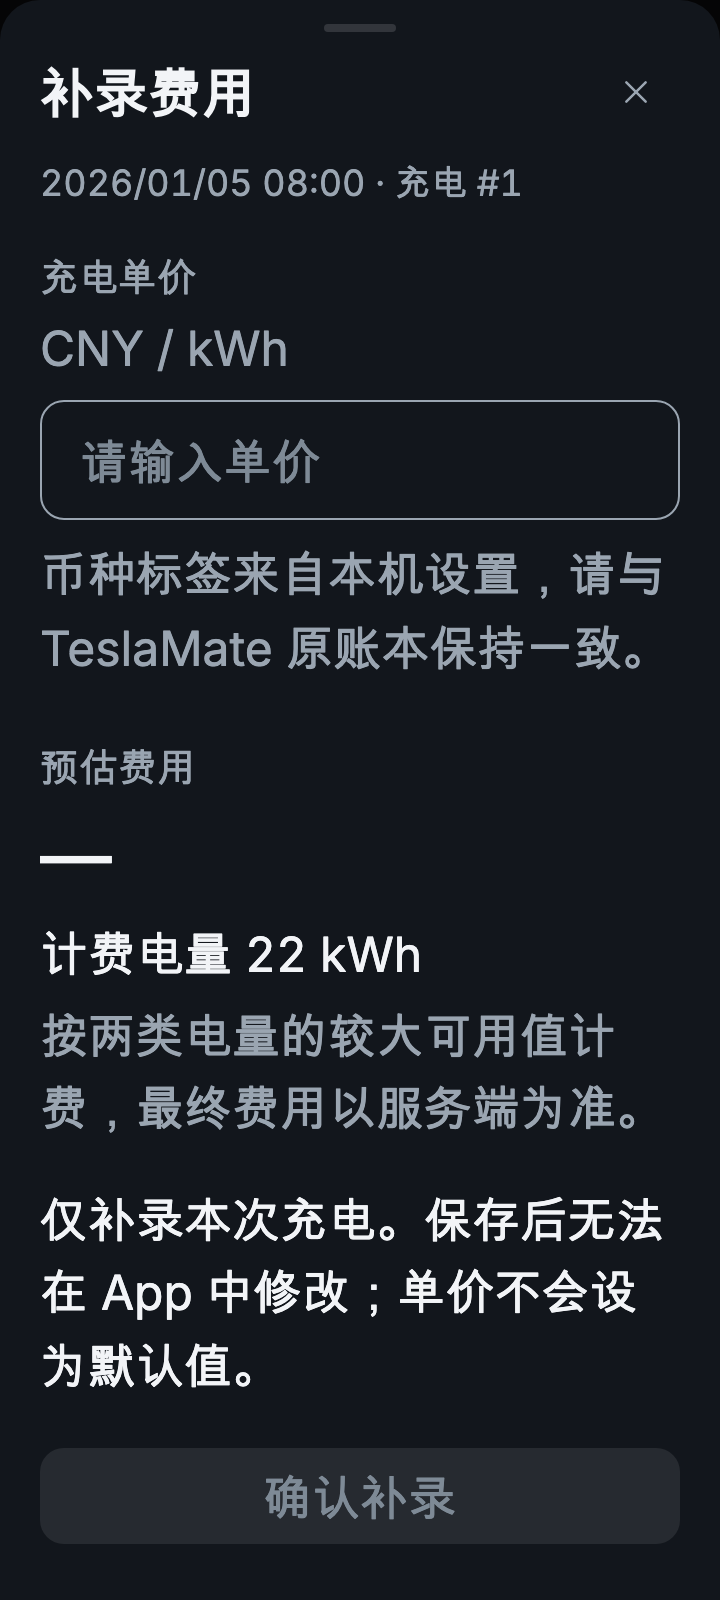 补录费用
2026/01/05 08:00 · 充电 #1
充电单价
CNY / kWh
请输入单价
币种标签来自本机设置，请与
TeslaMate 原账本保持一致。
预估费用
—
计费电量 22 kWh
按两类电量的较大可用值计
费，最终费用以服务端为准。
仅补录本次充电。保存后无法
在 App 中修改；单价不会设
为默认值。
确认补录